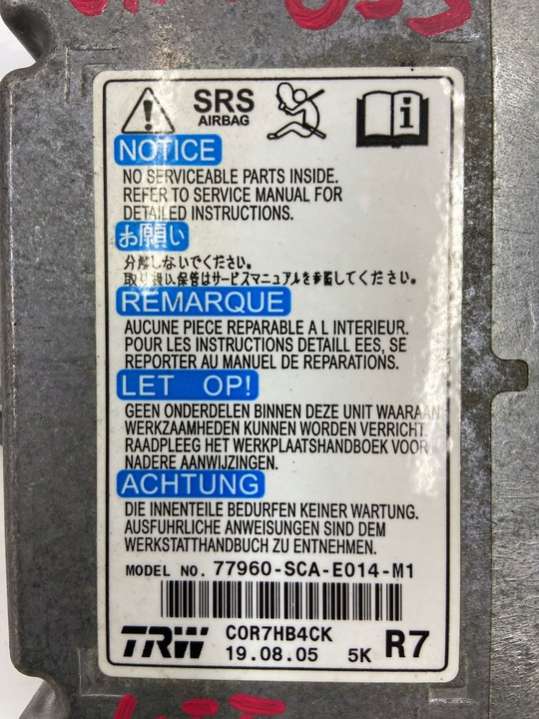 SRS
AIRBAG
NOTICE
NO SERVICEABLE PARTS INSIDE.
REFER TO SERVICE MANUAL FOR
DETAILED INSTRUCTIONS.
お願い
分解しないでください。
取り扱い、保管はサービスマニュアルを参照してください。
REMARQUE
AUCUNE PIECE REPARABLE A L INTERIEUR.
POUR LES INSTRUCTIONS DETAILL EES, SE
REPORTER AU MANUEL DE REPARATIONS.
LET OP!
GEEN ONDERDELEN BINNEN DEZE UNIT WAARAAN
WERKZAAMHEDEN KUNNEN WORDEN VERRICHT.
RAADPLEEG HET WERKPLAATSHANDBOEK VOOR
NADERE AANWIJZINGEN.
ACHTUNG
DIE INNENTEILE BEDURFEN KEINER WARTUNG.
AUSFUHRLICHE ANWEISUNGEN SIND DEM
WERKSTATTHANDBUCH ZU ENTNEHMEN.
MODEL NO. 77960-SCA-E014-M1
TRW
C0R7HB4CK
19.08.05 5K R7